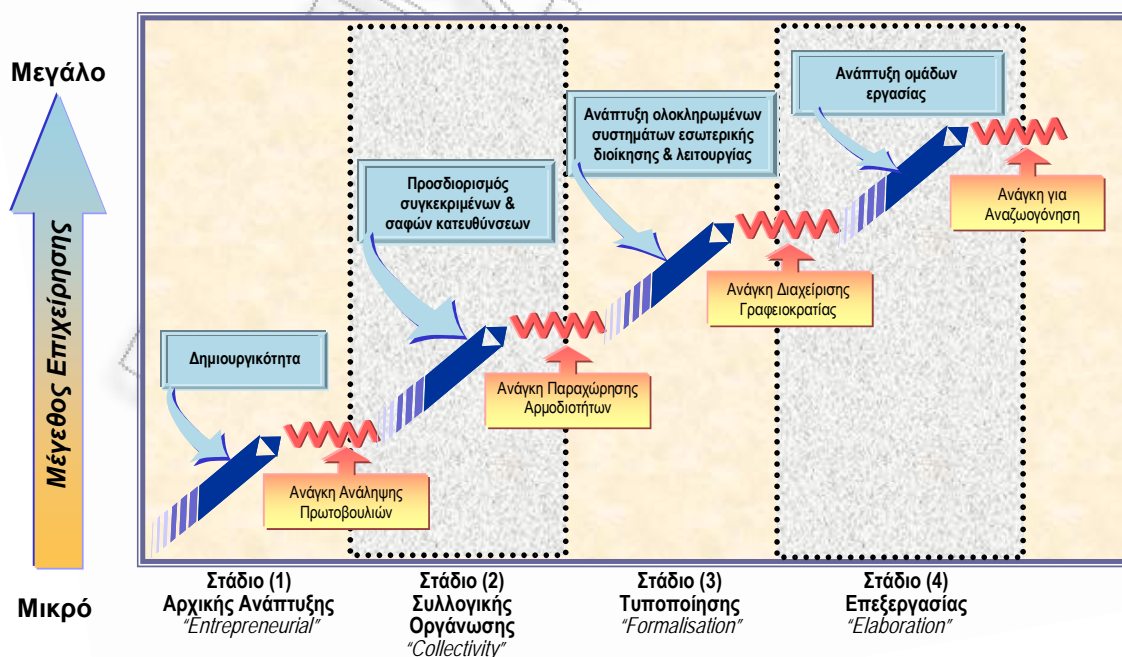 Μεγάλο
Μέγεθος Επιχείρησης
Μικρό
Δημιουργικότητα
Ανάγκη Ανάληψης
Πρωτοβουλιών
Προσδιορισμός
συγκεκριμένων &
σαφών κατευθύνσεων
Ανάγκη Παραχώρησης
Αρμοδιοτήτων
Ανάπτυξη ολοκληρωμένων
συστημάτων εσωτερικής
διοίκησης & λειτουργίας
Ανάγκη Διαχείρισης
Γραφειοκρατίας
Ανάπτυξη ομάδων
εργασίας
Ανάγκη για
Αναζωογόνηση
Στάδιο (1)
Αρχικής Ανάπτυξης
"Entrepreneurial"
Στάδιο (2)
Συλλογικής
Οργάνωσης
"Collectivity"
Στάδιο (3)
Τυποποίησης
"Formalisation"
Στάδιο (4)
Επεξεργασίας
"Elaboration"